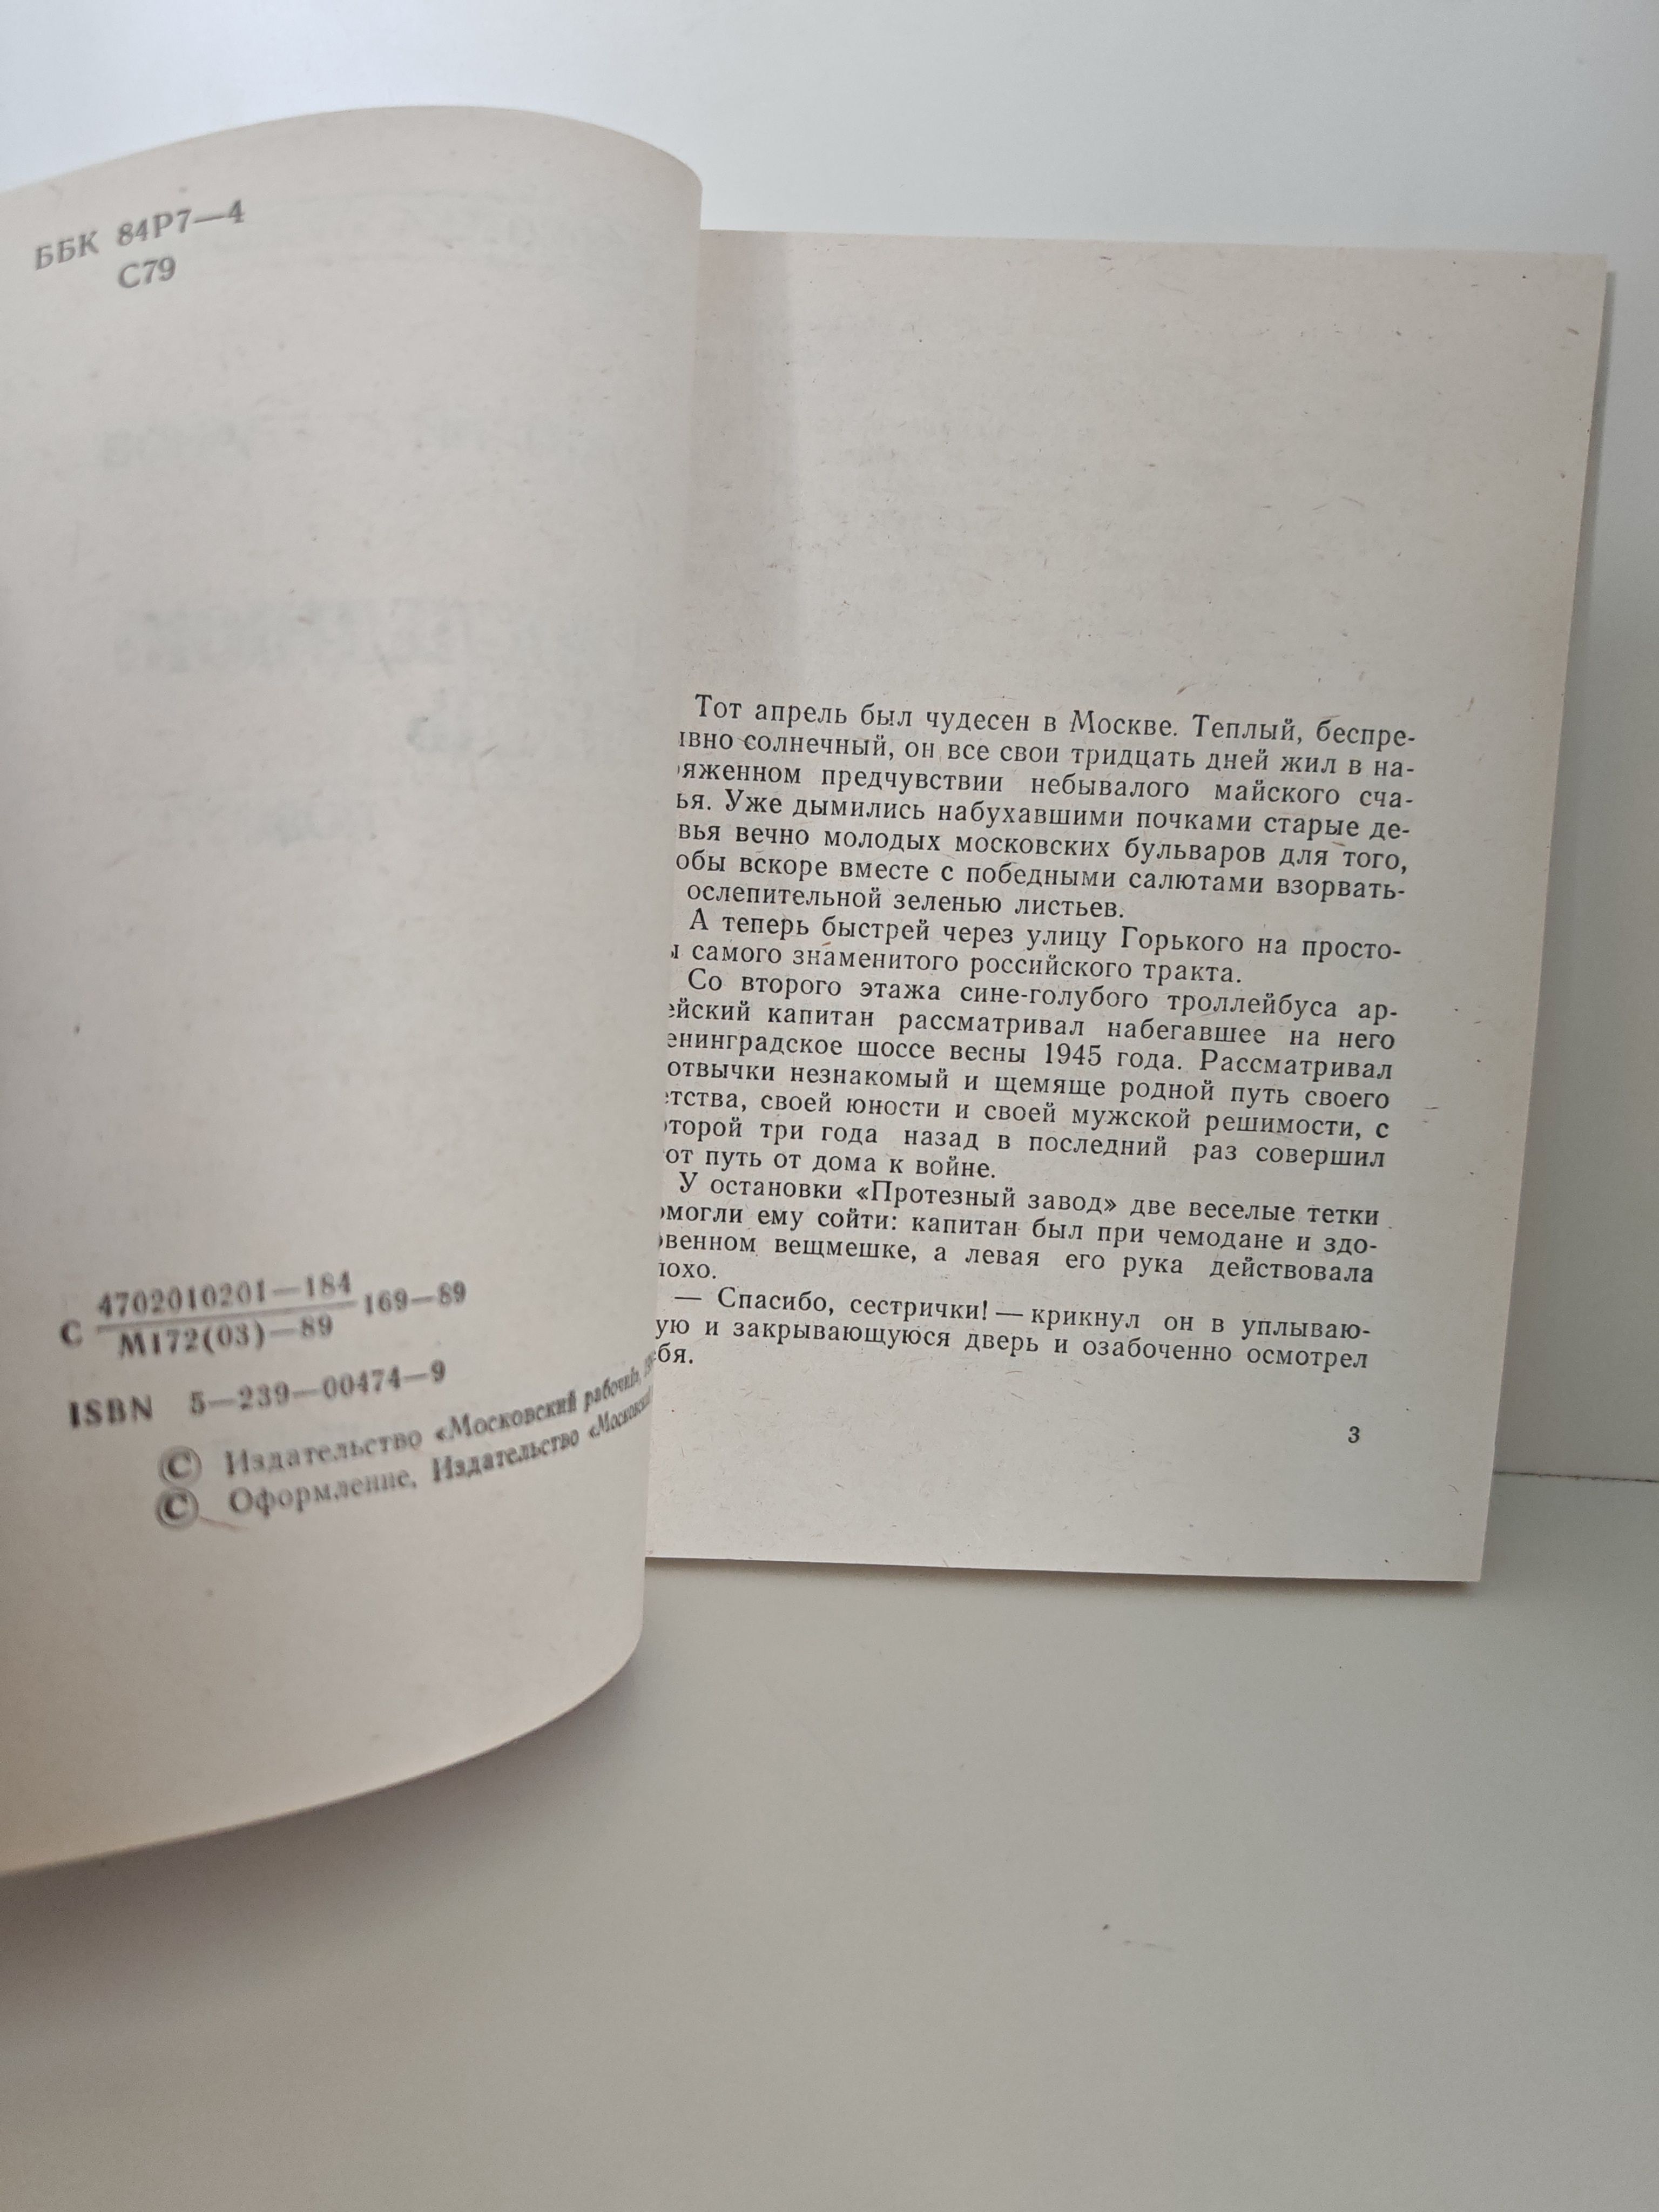 ББК 84Р7—4
С79
С 4702010201—184 169—89
М172(03)—89
ISBN 5—239—00474—9
© Издательство «Московский рабочий»,
© Оформление, Издательство «Московский
Тот апрель был чудесен в Москве. Теплый, беспре-
ывно солнечный, он все свои тридцать дней жил в на-
ряженном предчувствии небывалого майского сча-
ья. Уже дымились набухавшими почками старые де-
вья вечно молодых московских бульваров для того,
обы вскоре вместе с победными салютами взорвать-
ослепительной зеленью листьев.
А теперь быстрей через улицу Горького на просто-
ы самого знаменитого российского тракта.
Со второго этажа сине-голубого троллейбуса ар-
ейский капитан рассматривал набегавшее на него
енинградское шоссе весны 1945 года. Рассматривал
отвычки незнакомый и щемяще родной путь своего
етства, своей юности и своей мужской решимости, с
оторой три года назад в последний раз совершил
от путь от дома к войне.
У остановки «Протезный завод» две веселые тетки
омогли ему сойти: капитан был при чемодане и здо-
овенном вещмешке, а левая его рука действовала
лохо.
— Спасибо, сестрички! — крикнул он в уплываю-
ую и закрывающуюся дверь и озабоченно осмотрел
ебя.
3